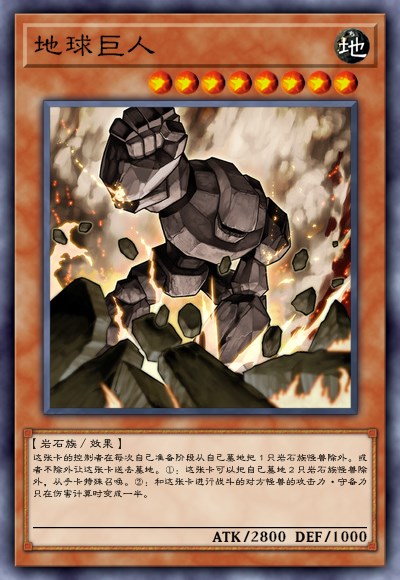 地球巨人
地
【岩石族／效果】
这张卡的控制者在每次自己准备阶段从自己墓地把1只岩石族怪兽除外。或
者不除外让这张卡送去墓地。①：这张卡可以把自己墓地2只岩石族怪兽除
外，从手卡特殊召唤。②：和这张卡进行战斗的对方怪兽的攻击力·守备力
只在伤害计算时变成一半。
ATK/2800 DEF/1000